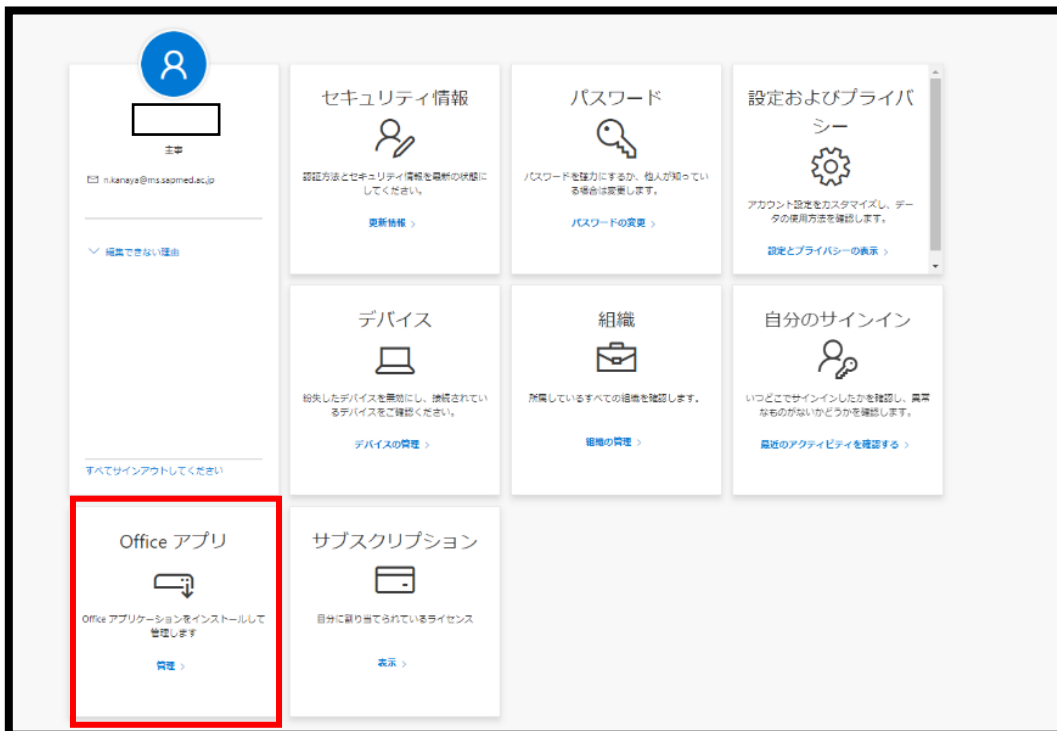 主事
n.kanaya@ms.sapmed.ac.jp
編集できない理由
すべてサインアウトしてください
セキュリティ情報
認証方法とセキュリティ情報を最新の状態に
してください。
更新情報 >
パスワード
パスワードを強力にするか、他人が知ってい
る場合は変更します。
パスワードの変更 >
設定およびプライバ
シー
アカウント設定をカスタマイズし、デー
タの使用方法を確認します。
設定とプライバシーの表示 >
デバイス
紛失したデバイスを無効にし、接続されてい
るデバイスをご確認ください。
デバイスの管理 >
組織
所属しているすべての組織を確認します。
組織の管理 >
自分のサインイン
いつどこでサインインしたかを確認し、異常
なものがないかどうかを確認します。
最近のアクティビティを確認する >
Office アプリ
Office アプリケーションをインストールして
管理します
管理 >
サブスクリプション
自分に割り当てられているライセンス
表示 >